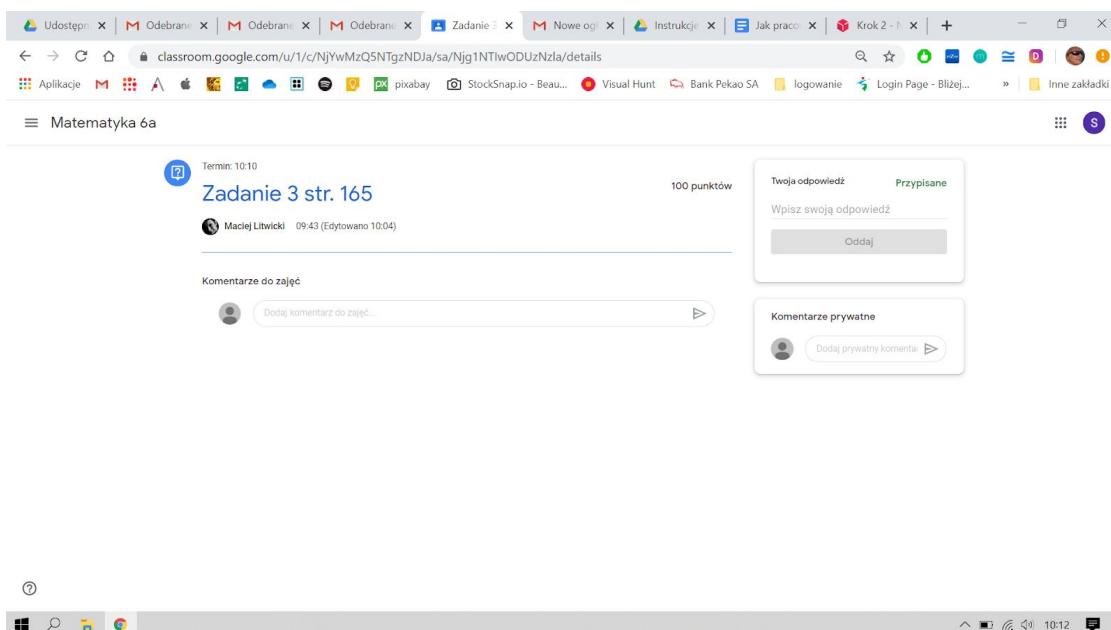 Udostępn
Odebrane
Odebrane
Odebrane
Zadanie 3
Nowe ogł
Instrukcje
Jak praco
Krok 2 - N
classroom.google.com/u/1/c/NjYwMzQ5NTgzNDJa/sa/Njg1NTIwODUzNzIa/details
Aplikacje
pixabay
StockSnap.io - Beau...
Visual Hunt
Bank Pekao SA
logowanie
Login Page - Bliżej...
»
Inne zakładki
Matematyka 6a
S
Termin: 10:10
Zadanie 3 str. 165
100 punktów
Maciej Litwicki 09:43 (Edytowano 10:04)
Komentarze do zajęć
Dodaj komentarz do zajęć...
Twoja odpowiedź
Przypisane
Wpisz swoją odpowiedź
Oddaj
Komentarze prywatne
Dodaj prywatny komentar
10:12